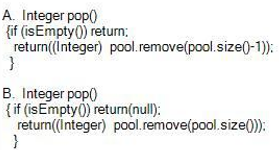 A.  Integer pop()
{if (isEmpty()) return;
return((Integer)  pool.remove(pool.size()-1));
}
B.  Integer pop()
{ if (isEmpty()) return(null);
return((Integer)  pool.remove(pool.size()));
}